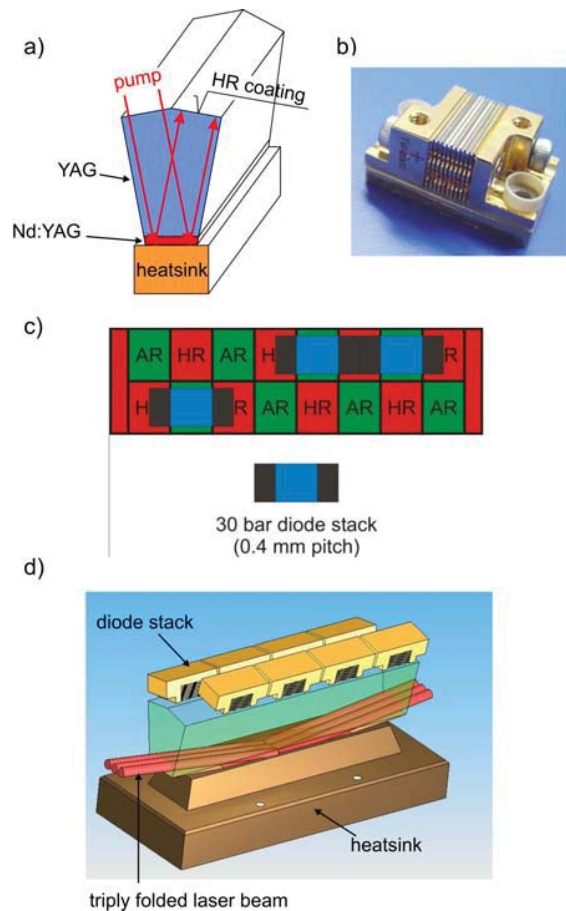 a)
pump
HR coating
YAG
Nd:YAG
heatsink
b)
c)
AR HR AR H R
H R AR HR AR HR AR
30 bar diode stack
(0.4 mm pitch)
d)
diode stack
heatsink
triply folded laser beam